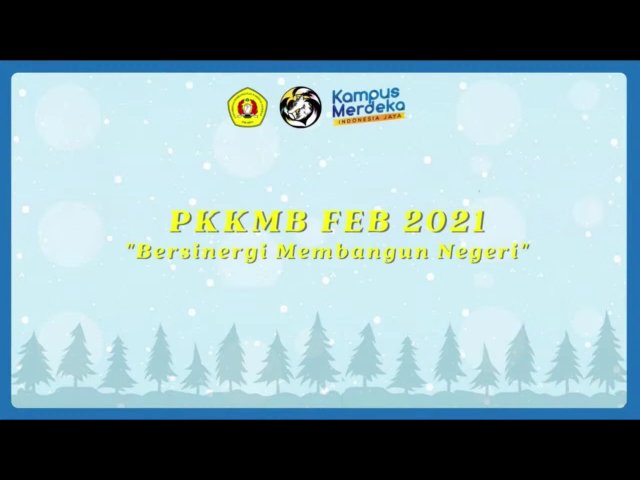 Kampus
Merdeka
INDONESIA JAYA
PKKMB FEB 2021
"Bersinergi Membangun Negeri"